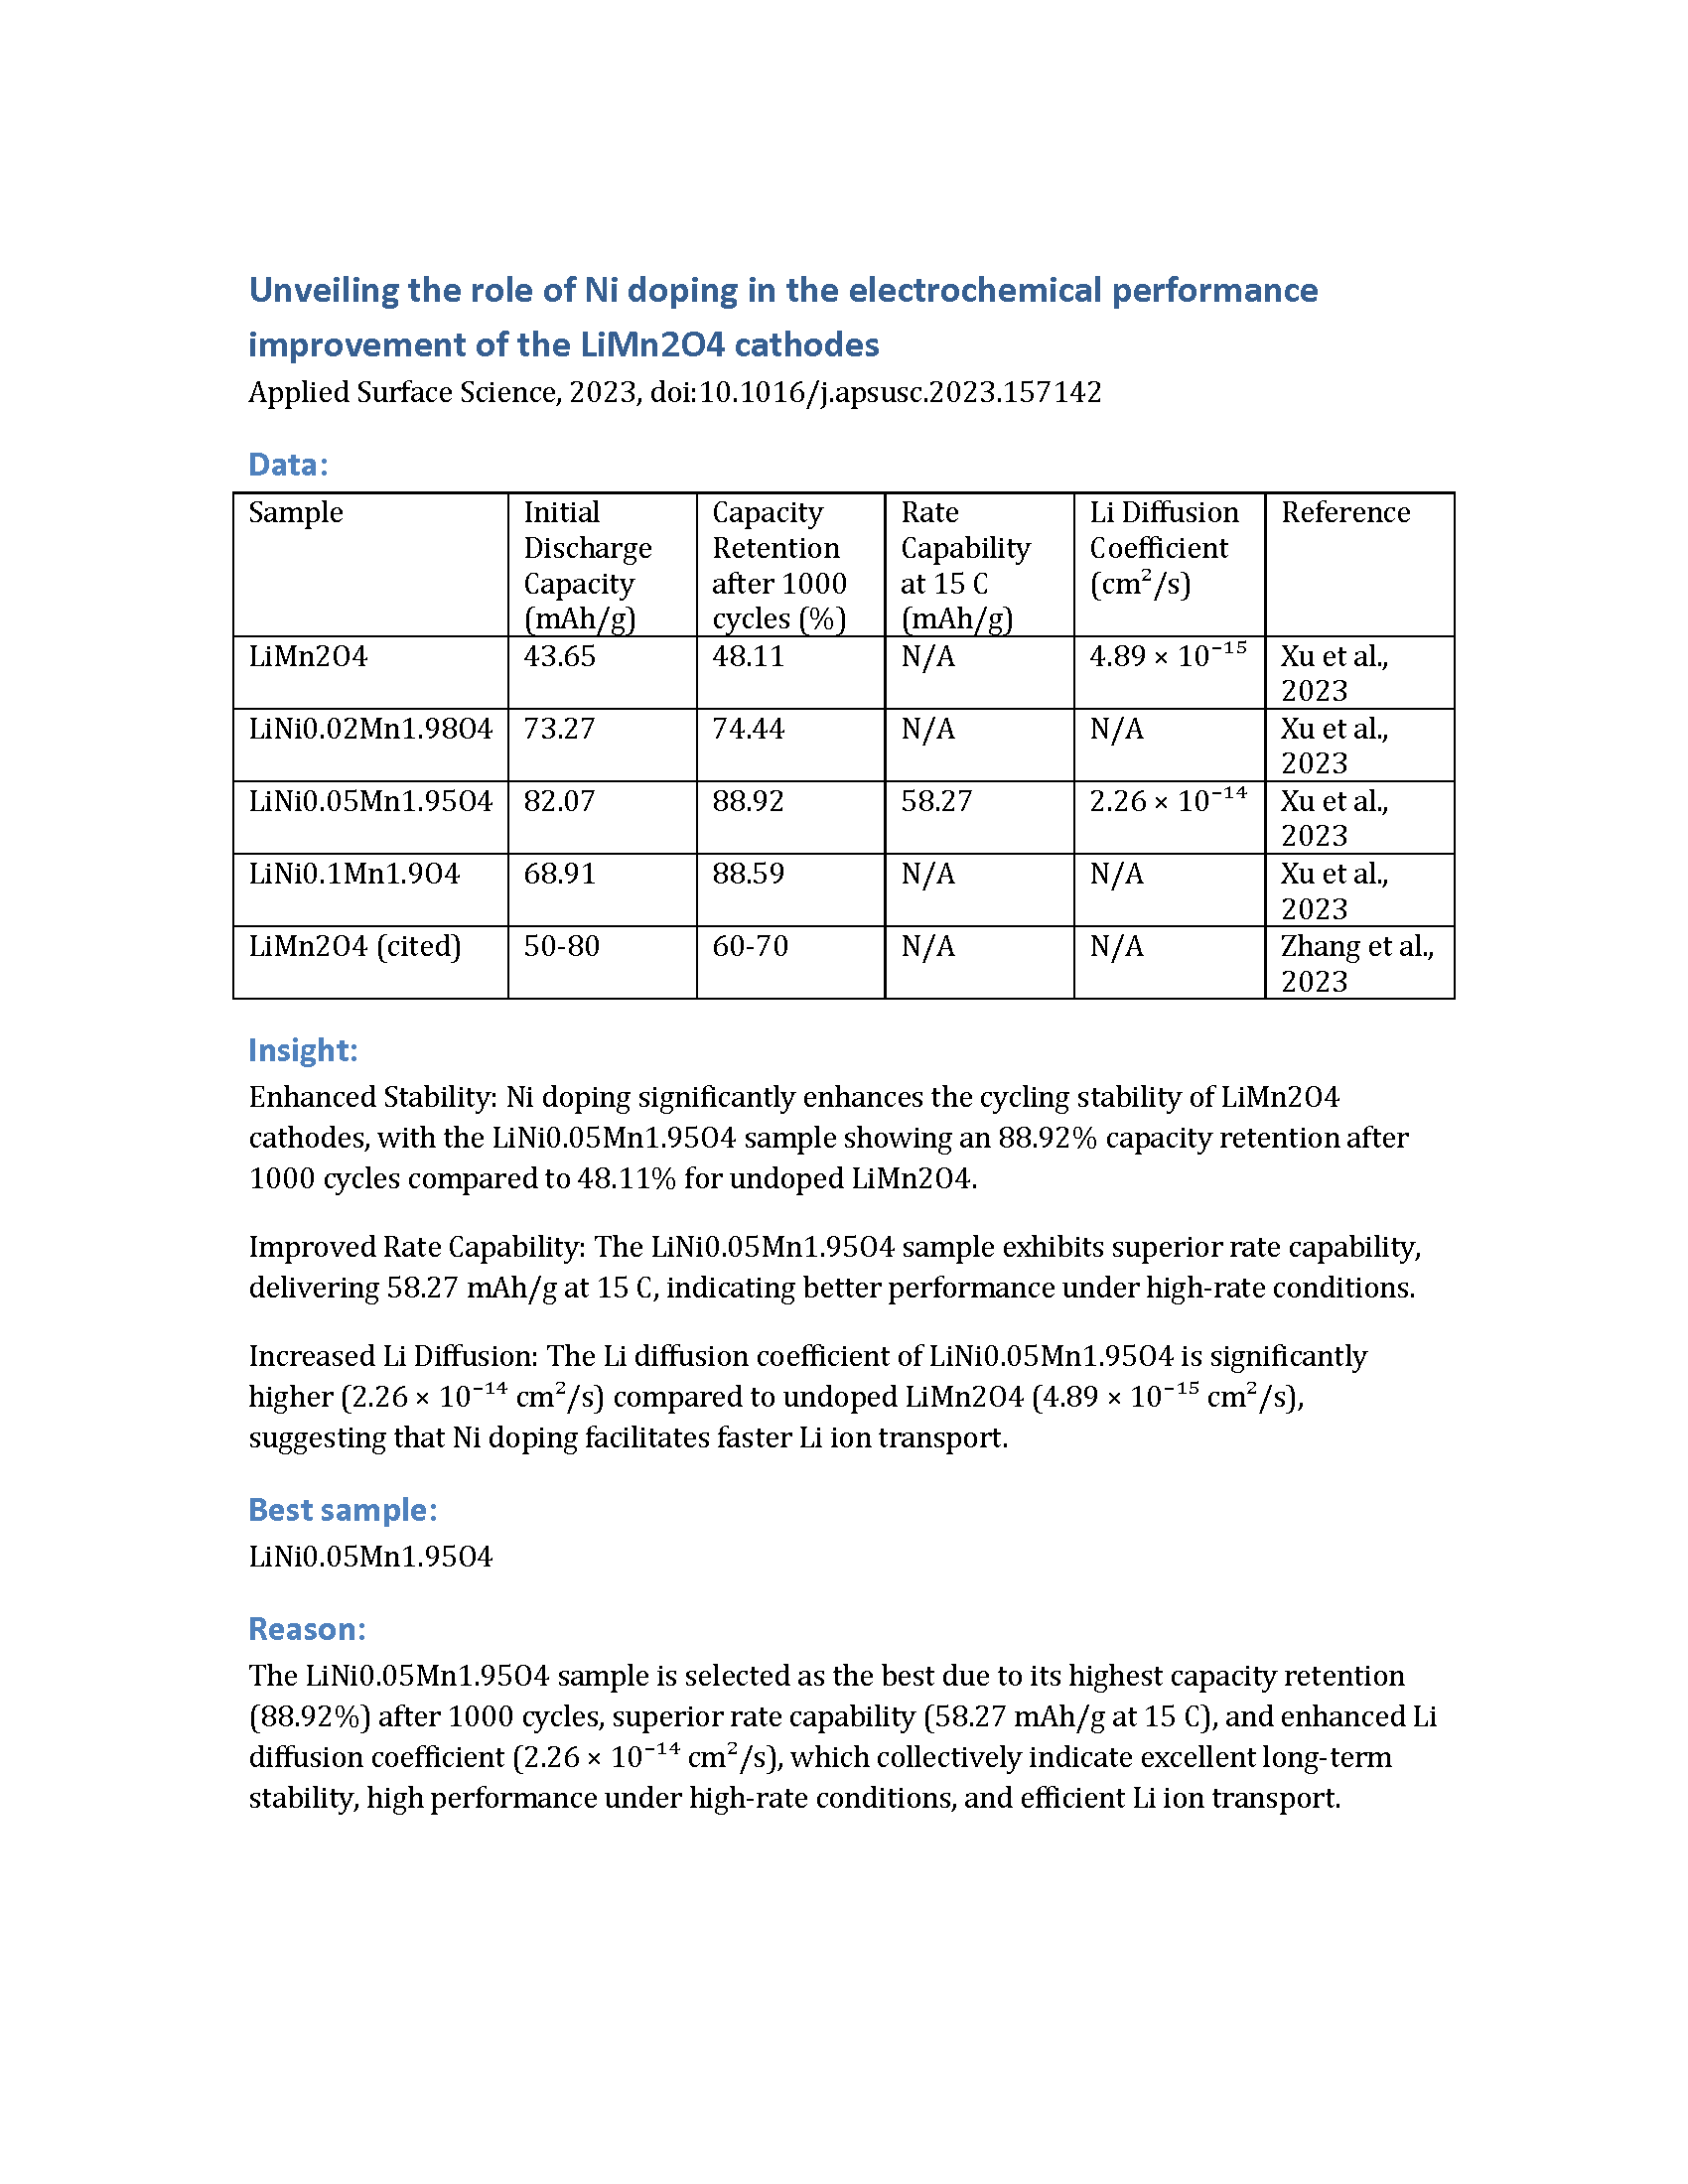 Unveiling the role of Ni doping in the electrochemical performance
improvement of the LiMn2O4 cathodes
Applied Surface Science, 2023, doi:10.1016/j.apsusc.2023.157142
Data:
Sample Initial Discharge Capacity (mAh/g) Capacity Retention after 1000 cycles (%) Rate Capability at 15 C (mAh/g) Li Diffusion Coefficient (cm²/s) Reference
LiMn2O4 43.65 48.11 N/A 4.89 × 10⁻¹⁵ Xu et al., 2023
LiNi0.02Mn1.98O4 73.27 74.44 N/A N/A Xu et al., 2023
LiNi0.05Mn1.95O4 82.07 88.92 58.27 2.26 × 10⁻¹⁴ Xu et al., 2023
LiNi0.1Mn1.9O4 68.91 88.59 N/A N/A Xu et al., 2023
LiMn2O4 (cited) 50-80 60-70 N/A N/A Zhang et al., 2023
Insight:
Enhanced Stability: Ni doping significantly enhances the cycling stability of LiMn2O4
cathodes, with the LiNi0.05Mn1.95O4 sample showing an 88.92% capacity retention after
1000 cycles compared to 48.11% for undoped LiMn2O4.
Improved Rate Capability: The LiNi0.05Mn1.95O4 sample exhibits superior rate capability,
delivering 58.27 mAh/g at 15 C, indicating better performance under high-rate conditions.
Increased Li Diffusion: The Li diffusion coefficient of LiNi0.05Mn1.95O4 is significantly
higher (2.26 × 10⁻¹⁴ cm²/s) compared to undoped LiMn2O4 (4.89 × 10⁻¹⁵ cm²/s),
suggesting that Ni doping facilitates faster Li ion transport.
Best sample:
LiNi0.05Mn1.95O4
Reason:
The LiNi0.05Mn1.95O4 sample is selected as the best due to its highest capacity retention
(88.92%) after 1000 cycles, superior rate capability (58.27 mAh/g at 15 C), and enhanced Li
diffusion coefficient (2.26 × 10⁻¹⁴ cm²/s), which collectively indicate excellent long-term
stability, high performance under high-rate conditions, and efficient Li ion transport.